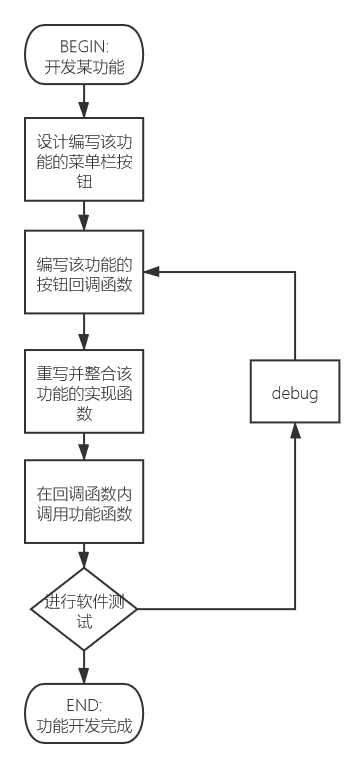 BEGIN:
开发某功能
设计编写该功
能的菜单栏按
钮
编写该功能的
按钮回调函数
重写并整合该
功能的实现函
数
debug
在回调函数内
调用功能函数
进行软件测
试
END:
功能开发完成